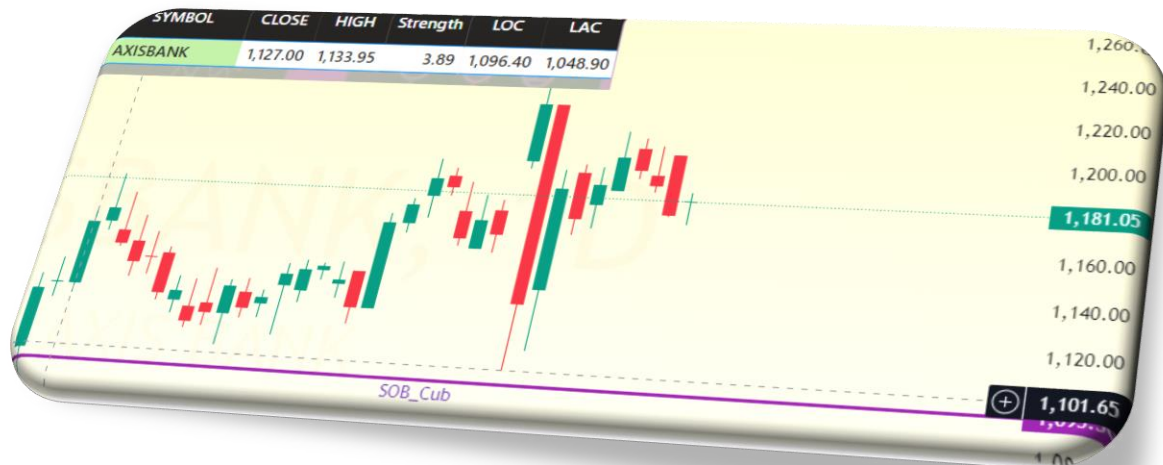 SYMBOL CLOSE HIGH Strength LOC LAC
AXISBANK 1,127.00 1,133.95 3.89 1,096.40 1,048.90
1,240.00
1,220.00
1,200.00
1,181.05
1,160.00
1,140.00
1,120.00
SOB_Cub
1,101.65